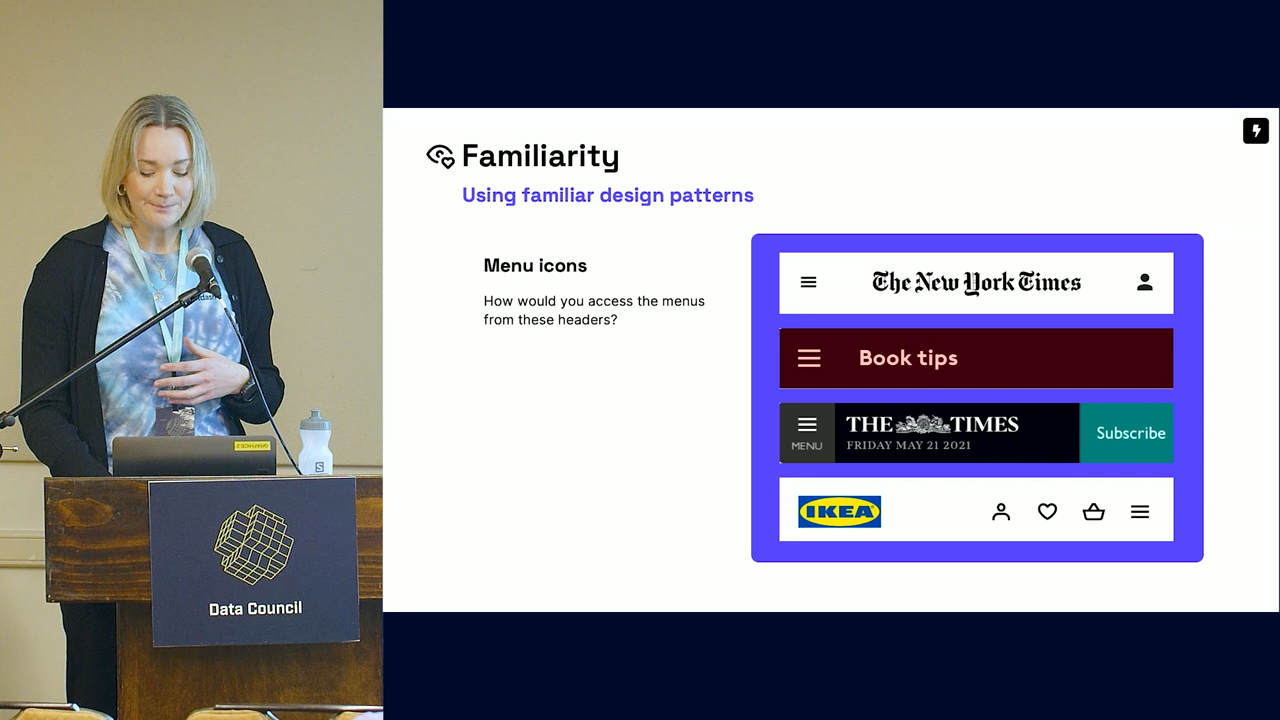 Familiarity
Using familiar design patterns
Menu icons
How would you access the menus
from these headers?
The New York Times
Book tips
MENU
THE TIMES
FRIDAY MAY 21 2021
Subscribe
IKEA
S
Data Council